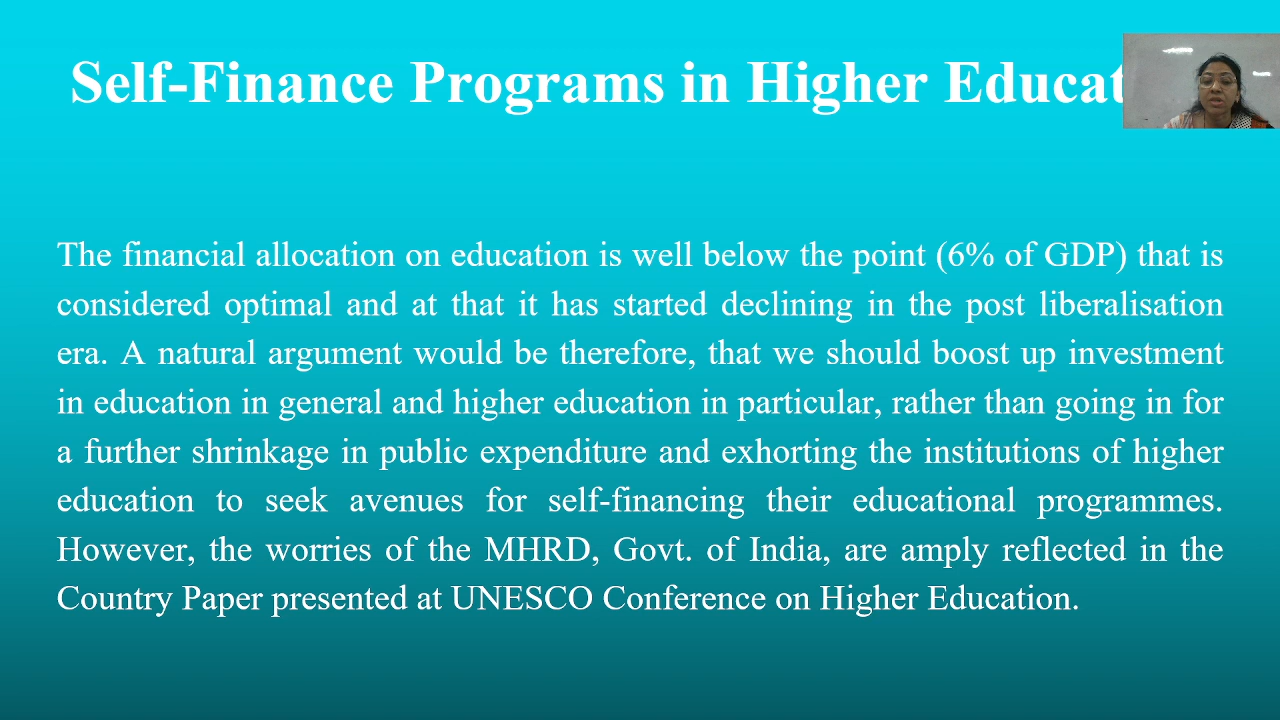 Self-Finance Programs in Higher Educat
The financial allocation on education is well below the point (6% of GDP) that is
considered optimal and at that it has started declining in the post liberalisation
era. A natural argument would be therefore, that we should boost up investment
in education in general and higher education in particular, rather than going in for
a further shrinkage in public expenditure and exhorting the institutions of higher
education to seek avenues for self-financing their educational programmes.
However, the worries of the MHRD, Govt. of India, are amply reflected in the
Country Paper presented at UNESCO Conference on Higher Education.